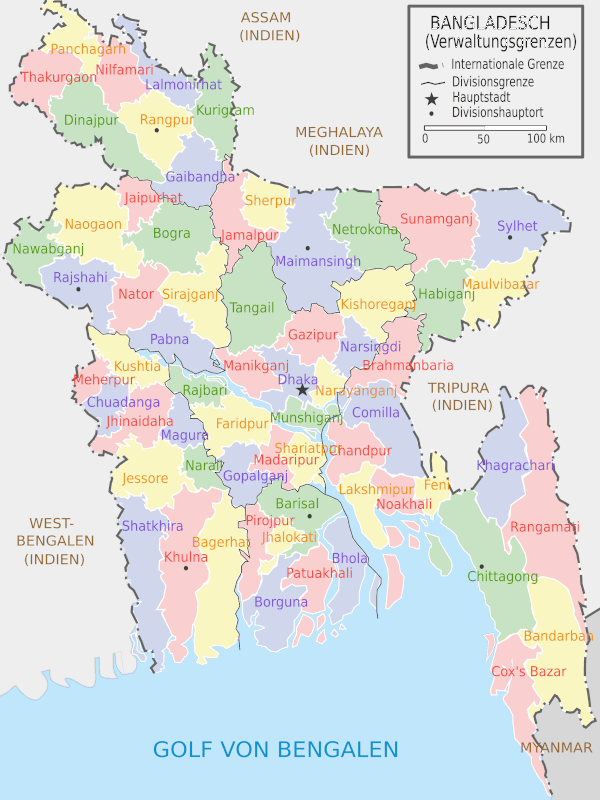 ASSAM
(INDIEN)
BANGLADESCH
(Verwaltungsgrenzen)
Internationale Grenze
Divisionsgrenze
Hauptstadt
Divisionshauptort
0 50 100 km
Panchagarh
Nilfamari
Thakurgaon
Lalmonirhat
Dinajpur
Rangpur
Kurigram
MEGHALAYA
(INDIEN)
Gaibandha
Jaipurhat
Sherpur
Naogaon
Bogra
Jamalpur
Netrokona
Sunamganj
Sylhet
Nawabganj
Maimansingh
Rajshahi
Nator
Sirajganj
Tangail
Kishoreganj
Habiganj
Maulvibazar
Pabna
Gazipur
Narsingdi
Kushtia
Manikganj
Brahmanbaria
Meherpur
Dhaka
Rajbari
Narayanganj
TRIPURA
(INDIEN)
Chuadanga
Munshiganj
Comilla
Jhinaidaha
Magura
Faridpur
Shariatpur
Chandpur
Narail
Madaripur
Khagrachari
Jessore
Gopalganj
Lakshmipur
Feni
Noakhali
Barisal
WEST-
BENGALEN
(INDIEN)
Shatkhira
Pirojpur
Rangamati
Bagerhat
Jhalokati
Khulna
Bhola
Patuakhali
Chittagong
Borguna
Bandarban
Cox's Bazar
GOLF VON BENGALEN
MYANMAR